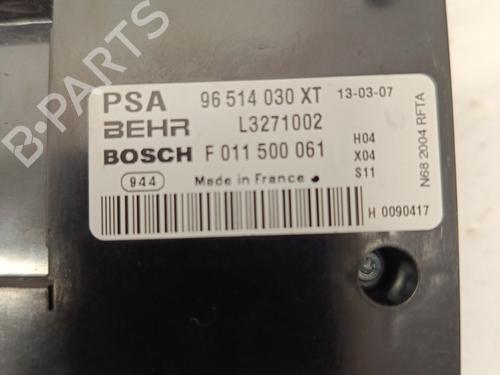 PSA 96 514 030 XT 13-03-07
BEHR L3271002
BOSCH F 011 500 061
H04
X04
S11
944 Made in France
H 0090417
N68 2004 RFTA